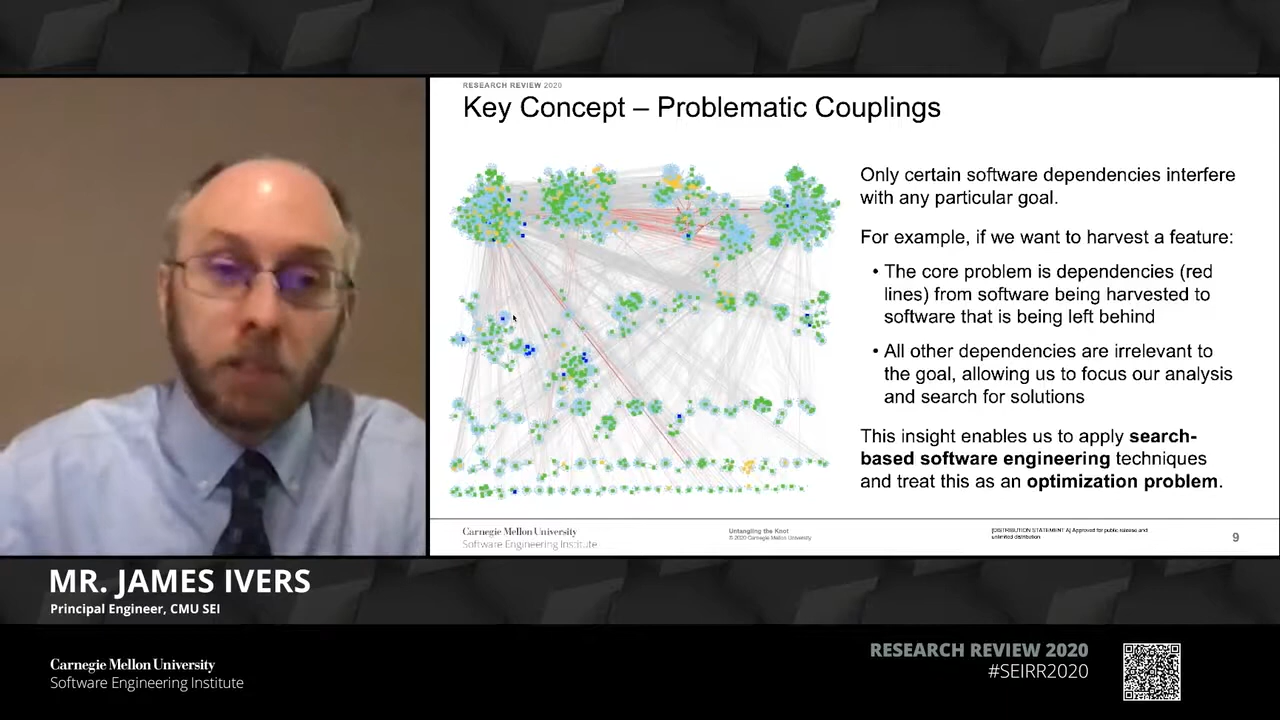 RESEARCH REVIEW 2020
Key Concept – Problematic Couplings
Only certain software dependencies interfere
with any particular goal.
For example, if we want to harvest a feature:
• The core problem is dependencies (red
lines) from software being harvested to
software that is being left behind
• All other dependencies are irrelevant to
the goal, allowing us to focus our analysis
and search for solutions
This insight enables us to apply search-
based software engineering techniques
and treat this as an optimization problem.
Carnegie Mellon University
Software Engineering Institute
Untangling the Knot
© 2020 Carnegie Mellon University
[DISTRIBUTION STATEMENT A] Approved for public release and
unlimited distribution
9
MR. JAMES IVERS
Principal Engineer, CMU SEI
Carnegie Mellon University
Software Engineering Institute
RESEARCH REVIEW 2020
#SEIRR2020